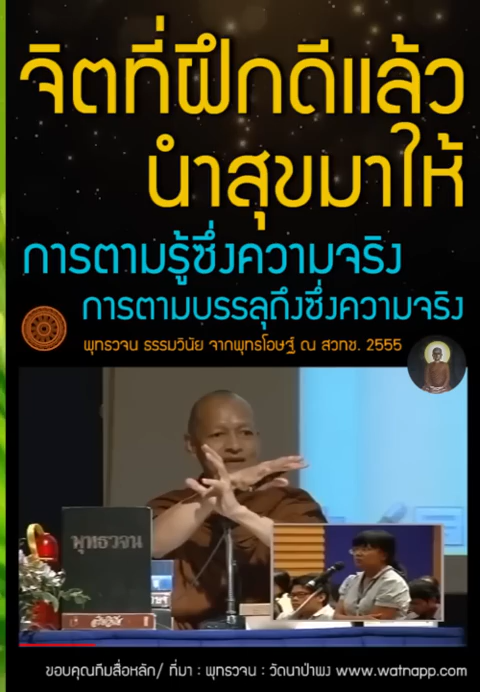 จิตที่ฝึกดีแล้ว
นำสุขมาให้
การตามรู้ซึ่งความจริง
การตามบรรลุถึงซึ่งความจริง
พุทธวจน ธรรมวินัย จากพุทธโอษฐ์ ณ สวทช. 2555
พุทธวจน
ขอบคุณทีมสื่อหลัก/ ที่มา : พุทธวจน : วัดนาป่าพง www.watnapp.com